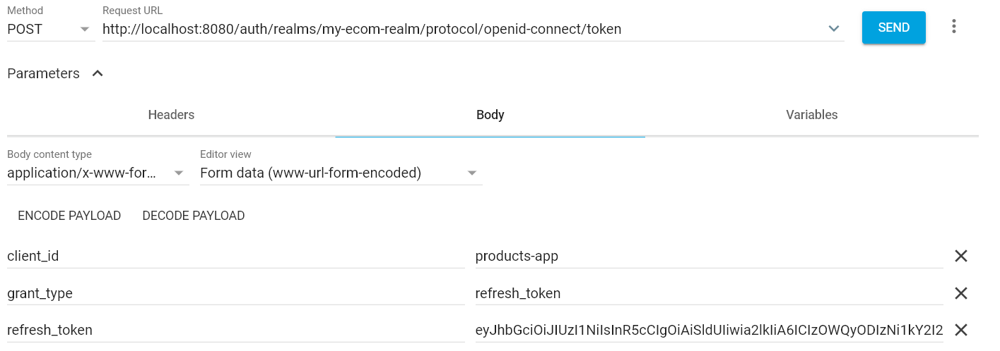 Method
Request URL
POST
http://localhost:8080/auth/realms/my-ecom-realm/protocol/openid-connect/token
SEND
Parameters
Headers
Body
Variables
Body content type
Editor view
application/x-www-for...
Form data (www-url-form-encoded)
ENCODE PAYLOAD
DECODE PAYLOAD
client_id
products-app
grant_type
refresh_token
refresh_token
eyJhbGciOiJIUzI1NiIsInR5cCIgOiAiSldUIiwia2lkIiA6ICIzOWQyODIzNi1kY2I2